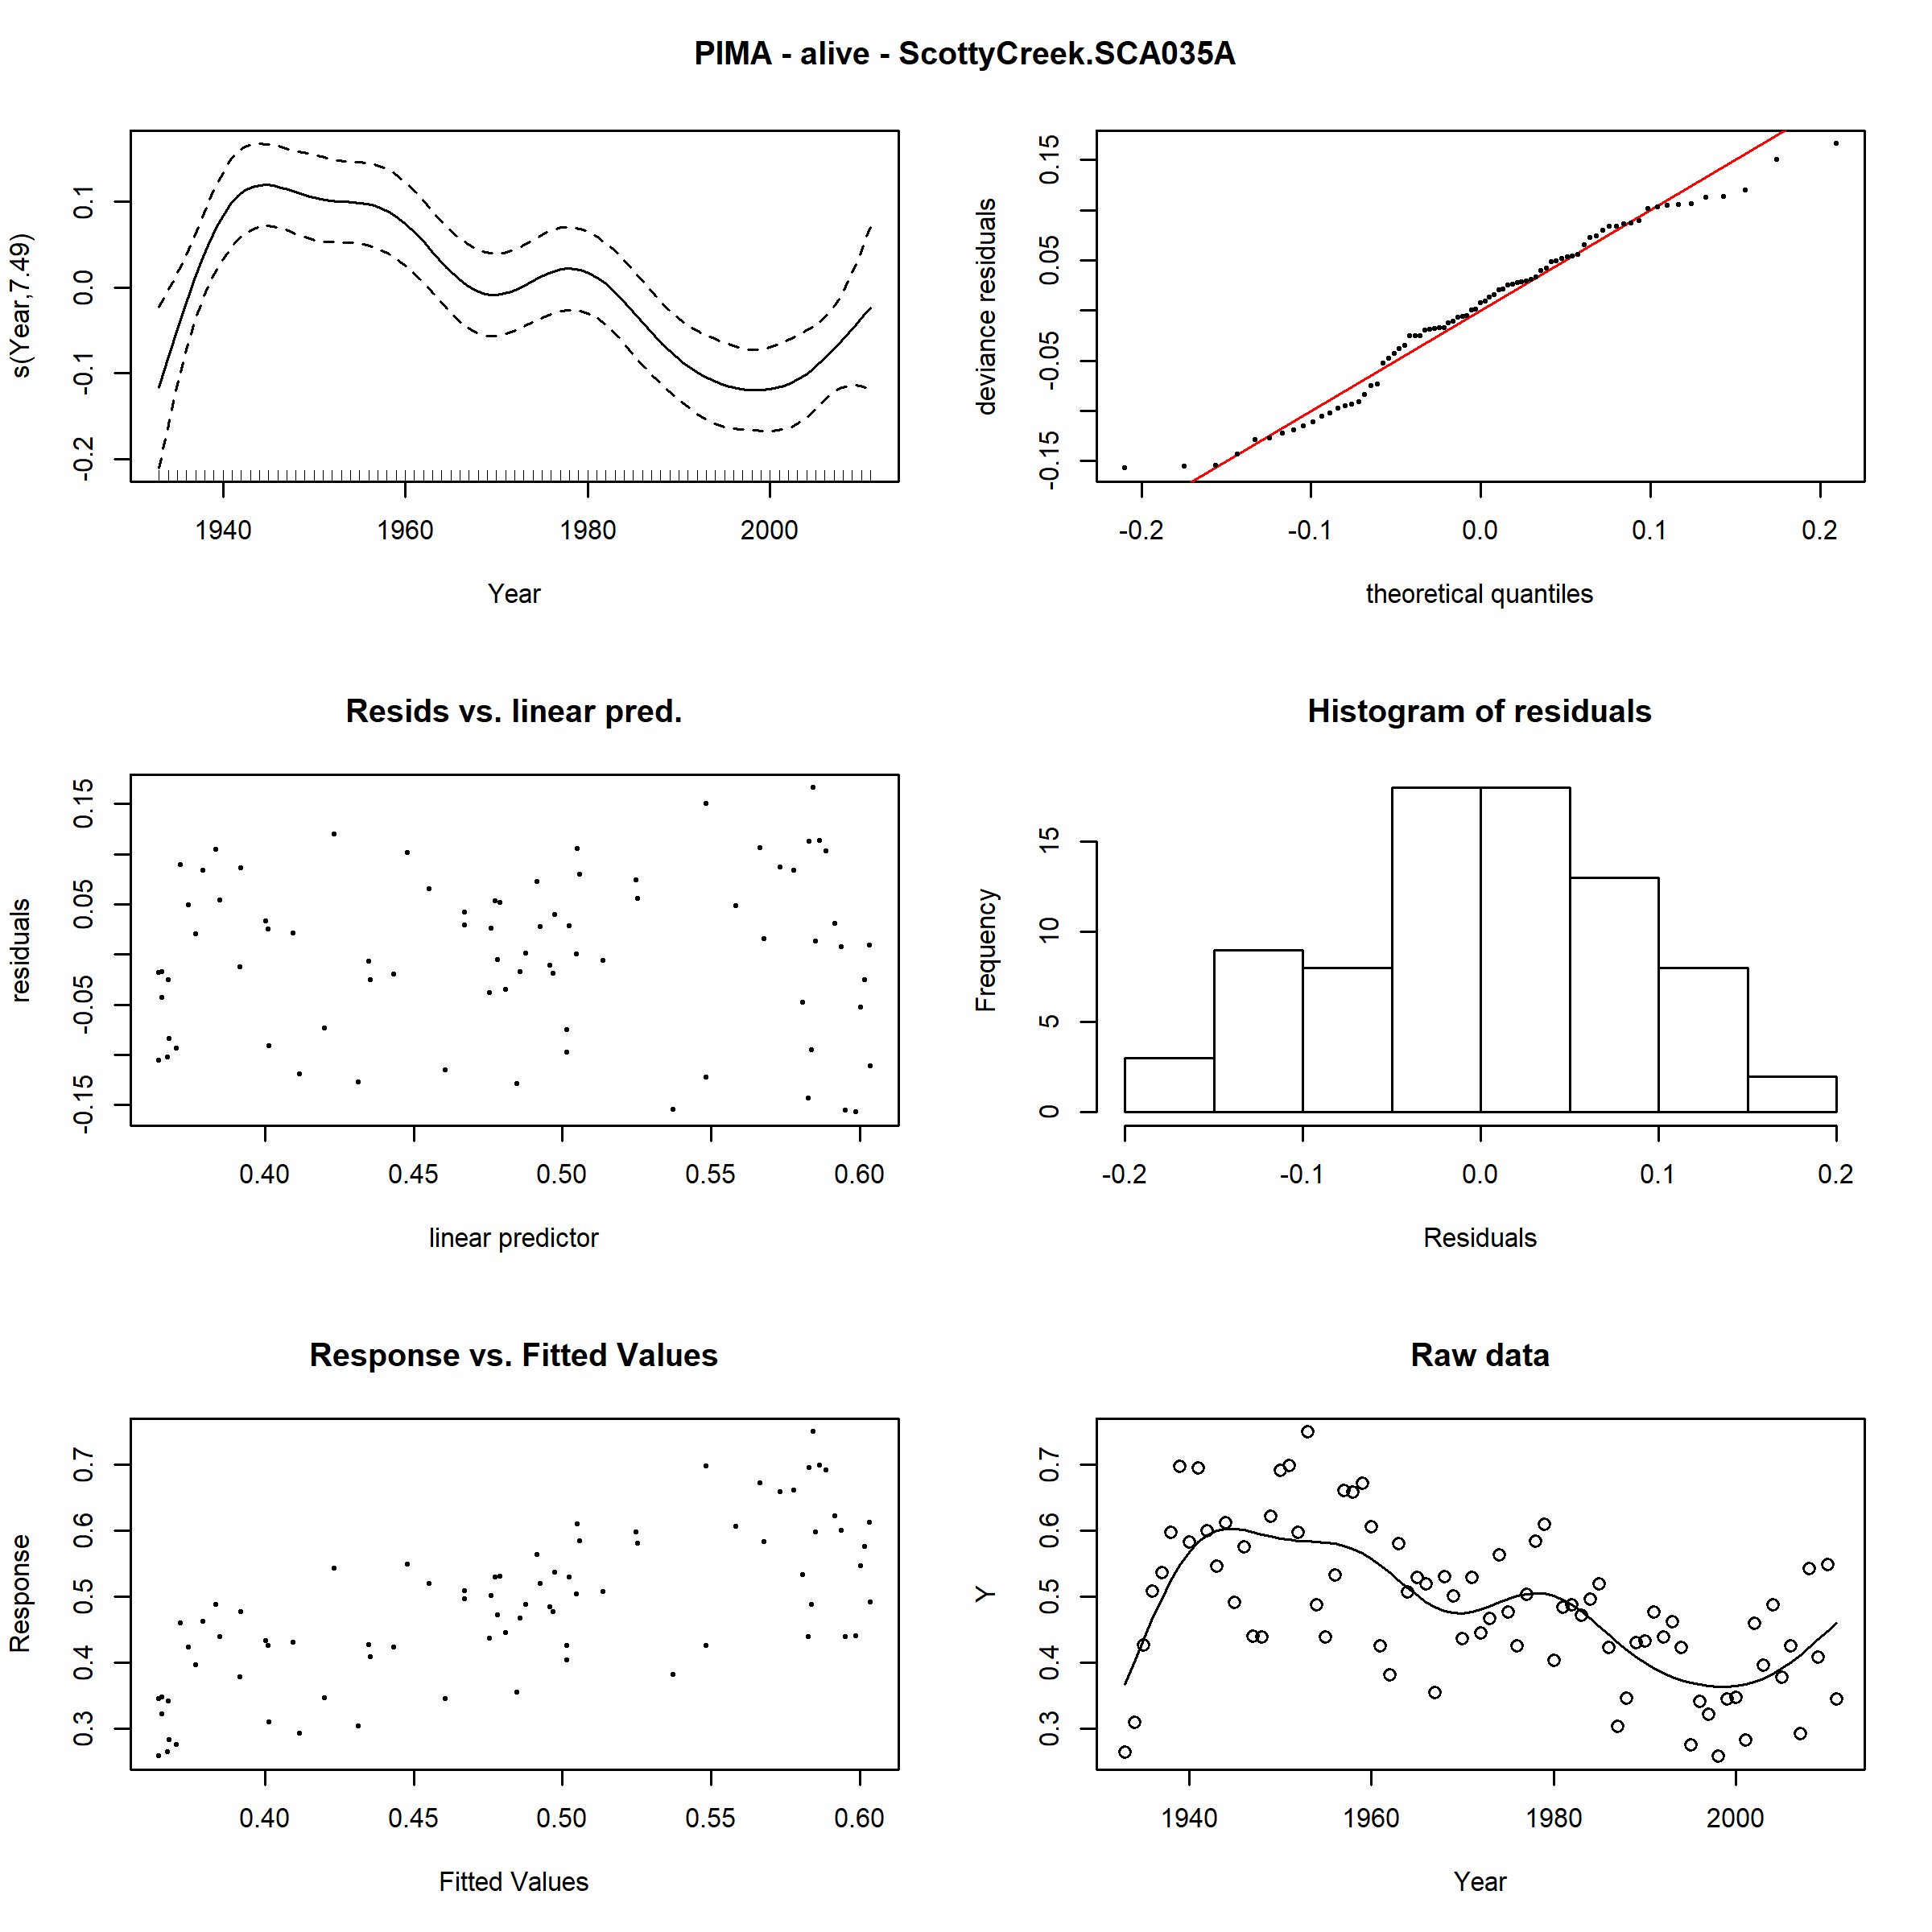 PIMA - alive - ScottyCreek.SCA035A
s(Year,7.49)
0.1
0.0
-0.1
-0.2
1940 1960 1980 2000
Year
deviance residuals
0.15
0.05
-0.05
-0.15
-0.2 -0.1 0.0 0.1 0.2
theoretical quantiles
Resids vs. linear pred.
residuals
0.15
0.05
-0.05
-0.15
0.40 0.45 0.50 0.55 0.60
linear predictor
Histogram of residuals
Frequency
15
10
5
0
-0.2 -0.1 0.0 0.1 0.2
Residuals
Response vs. Fitted Values
Response
0.7
0.6
0.5
0.4
0.3
0.40 0.45 0.50 0.55 0.60
Fitted Values
Raw data
Y
0.7
0.6
0.5
0.4
0.3
1940 1960 1980 2000
Year